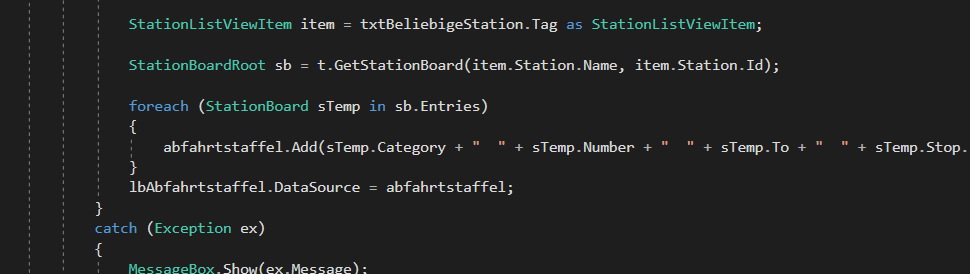 StationListViewItem item = txtBeliebigeStation.Tag as StationListViewItem;
StationBoardRoot sb = t.GetStationBoard(item.Station.Name, item.Station.Id);
foreach (StationBoard sTemp in sb.Entries)
{
abfahrtstaffel.Add(sTemp.Category + "  " + sTemp.Number + "  " + sTemp.To + "  " + sTemp.Stop.
}
lbAbfahrtstaffel.DataSource = abfahrtstaffel;
}
catch (Exception ex)
{
MessageBox.Show(ex.Message);